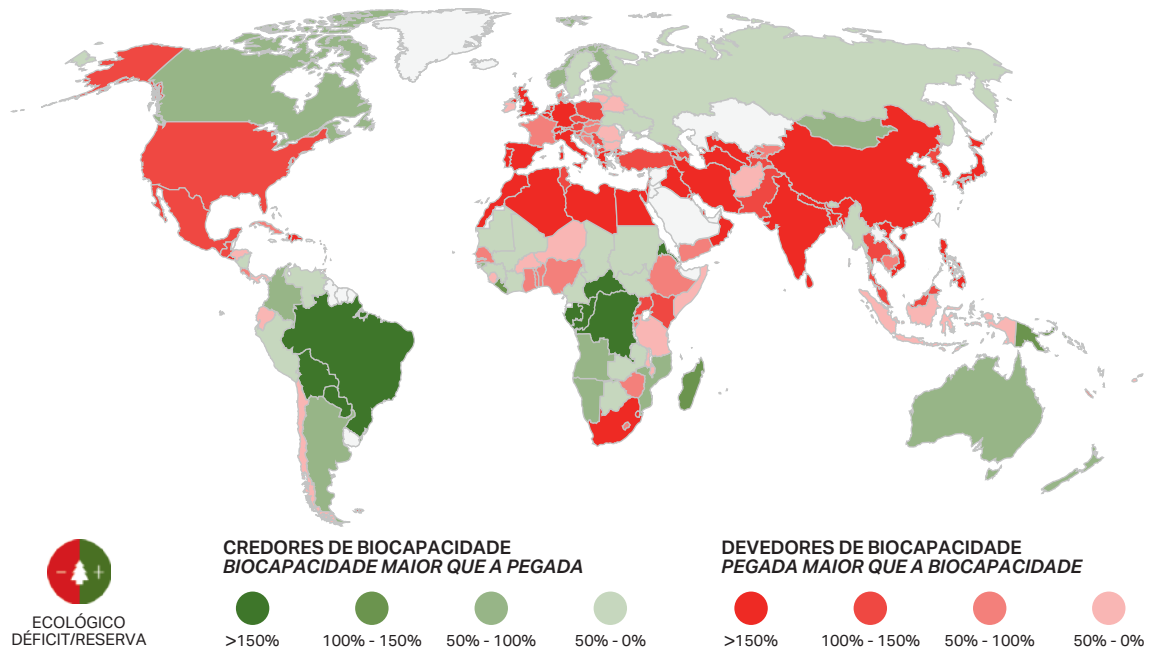 CREDORES DE BIOCAPACIDADE
BIOCAPACIDADE MAIOR QUE A PEGADA
>150%
100% - 150%
50% - 100%
50% - 0%
DEVEDORES DE BIOCAPACIDADE
PEGADA MAIOR QUE A BIOCAPACIDADE
>150%
100% - 150%
50% - 100%
50% - 0%
ECOLÓGICO
DÉFICIT/RESERVA